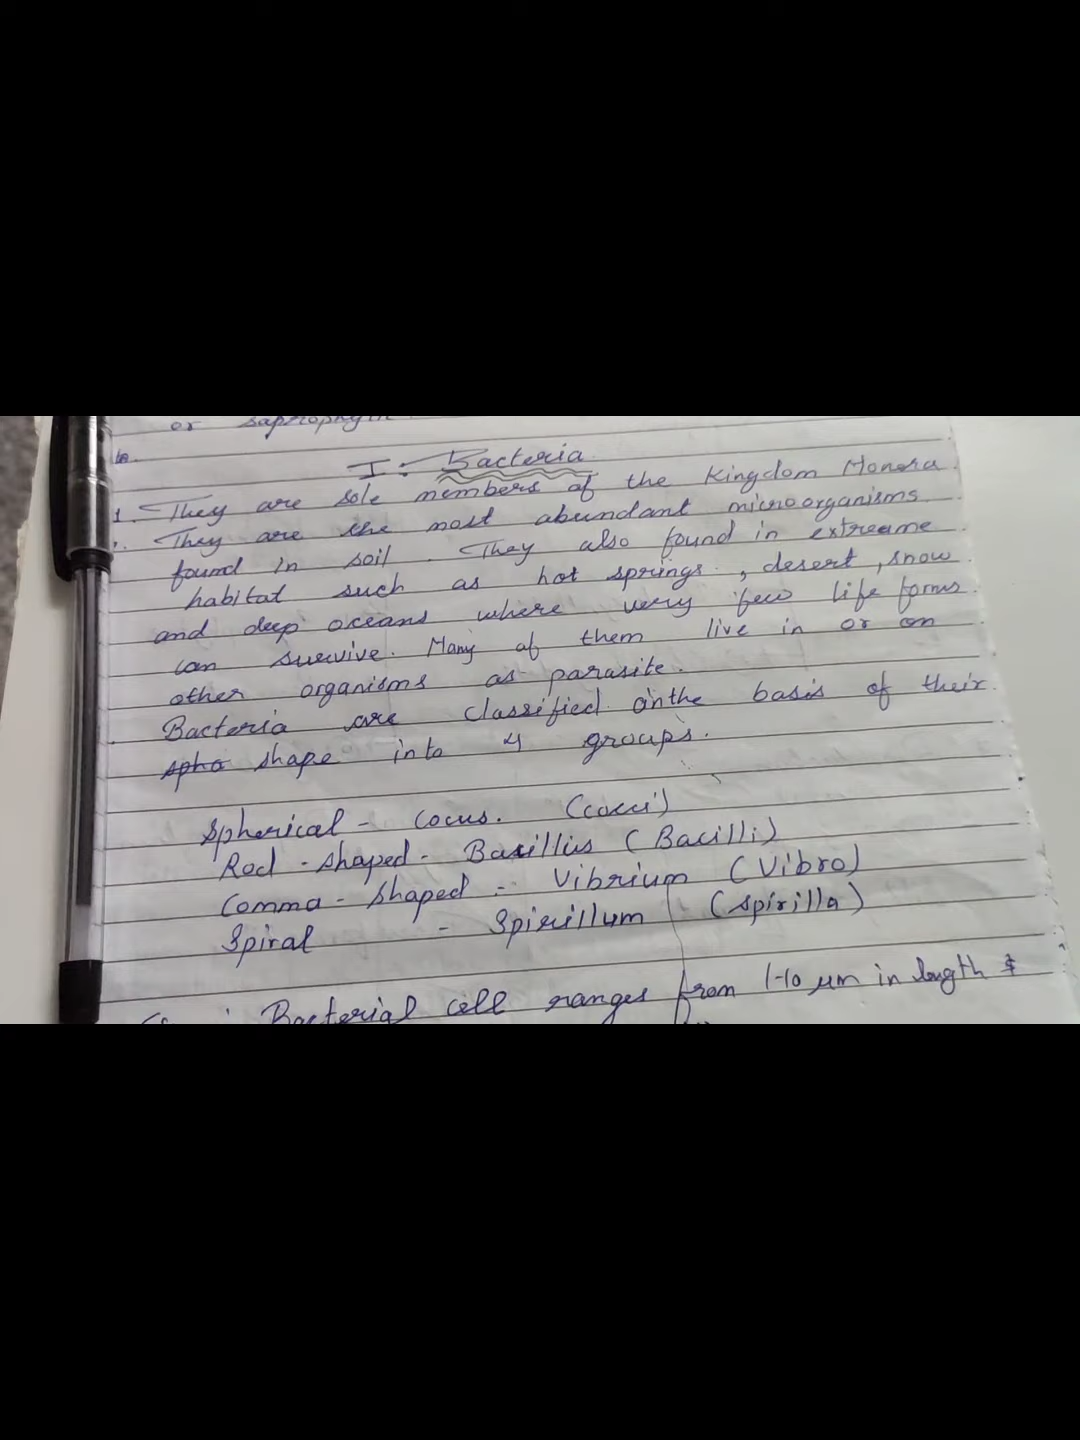 or saprophyti
I: Bacteria
1. They are sole members of the Kingdom Monera.
They are the most abundant microorganisms
found in soil. They also found in extreame
habitat such as hot springs, desert, snow
and deep oceans where very few life forms
can survive. Many of them live in or on
other organisms as parasite.
Bacteria are classified on the basis of their
spha shape into 4 groups.
Spherical - Cocus. (Cocci)
Rod-shaped - Bacillus (Bacilli)
Comma-shaped - Vibrium (Vibro)
Spiral - Spirillum (Spirilla)
Bacterial cell ranges from 1-10 µm in length &